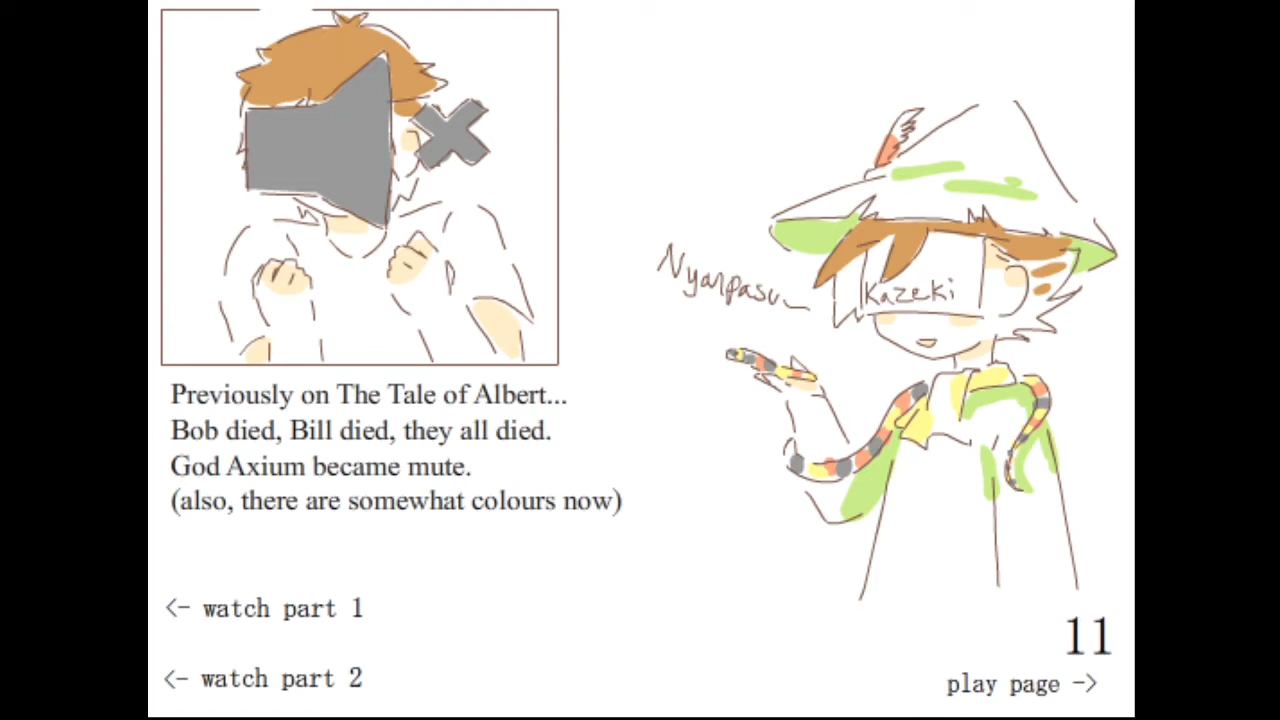 Nyanpasu~
Kazeki
Previously on The Tale of Albert...
Bob died, Bill died, they all died.
God Axium became mute.
(also, there are somewhat colours now)
<- watch part 1
<- watch part 2
11
play page ->